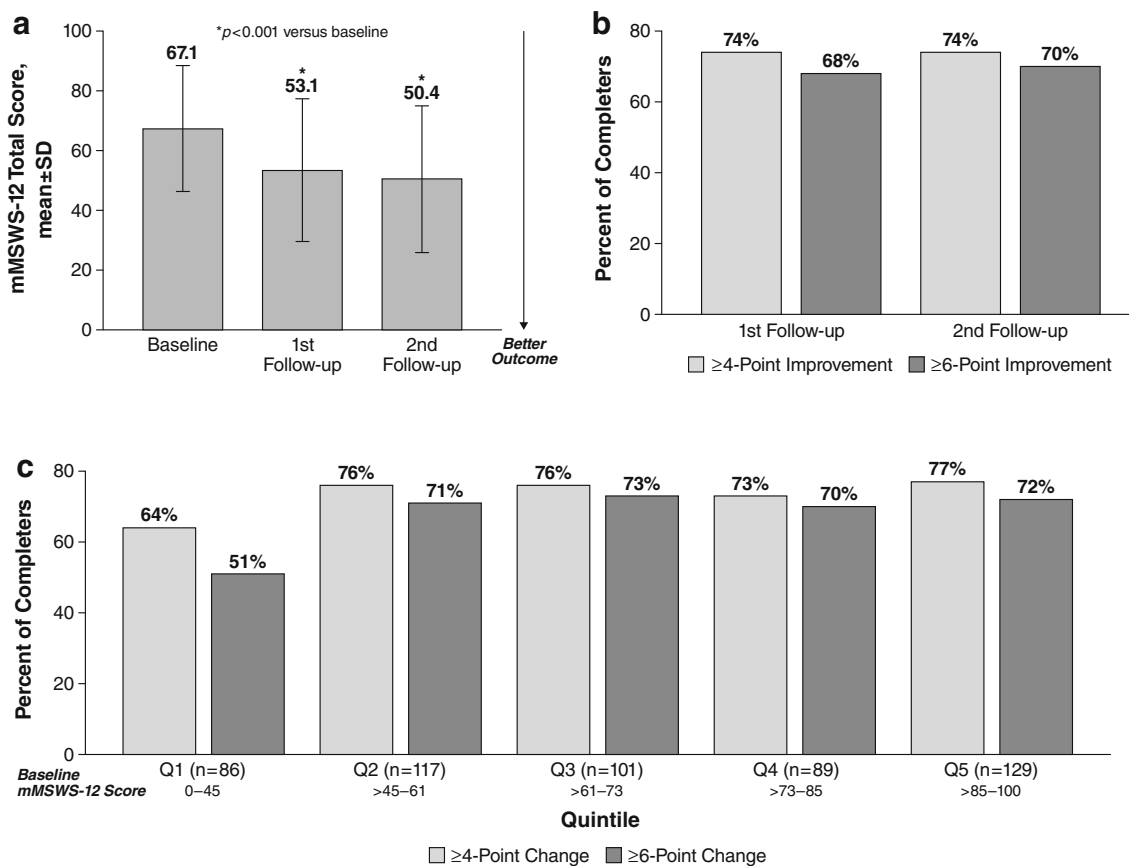 a
*p<0.001 versus baseline
mMSWS-12 Total Score,
mean±SD
100
80
60
40
20
0
67.1
*
53.1
*
50.4
Baseline
1st
Follow-up
2nd
Follow-up
Better
Outcome
b
Percent of Completers
80
60
40
20
0
74%
68%
74%
70%
1st Follow-up
2nd Follow-up
≥4-Point Improvement
≥6-Point Improvement
c
Percent of Completers
80
60
40
20
0
64%
51%
76%
71%
76%
73%
73%
70%
77%
72%
Baseline
mMSWS-12 Score
Q1 (n=86)
0–45
Q2 (n=117)
>45–61
Q3 (n=101)
>61–73
Q4 (n=89)
>73–85
Q5 (n=129)
>85–100
Quintile
≥4-Point Change
≥6-Point Change